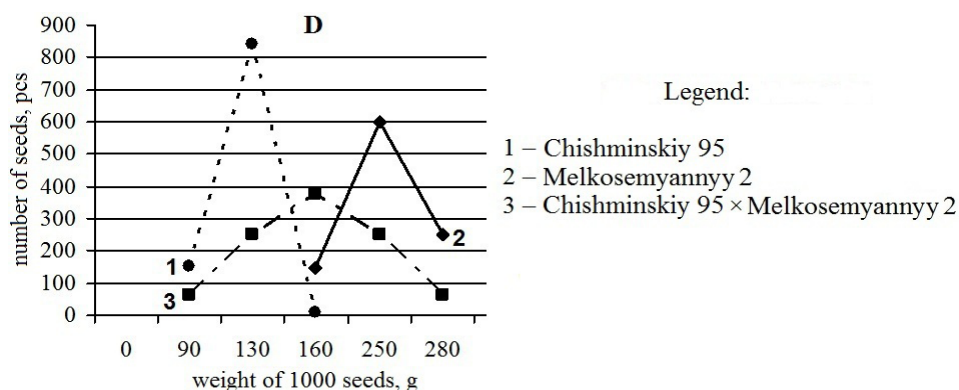 D
number of seeds, pcs
900
800
700
600
500
400
300
200
100
0
1
2
3
0 90 130 160 250 280
weight of 1000 seeds, g
Legend:
1 – Chishminskiy 95
2 – Melkosemyannyy 2
3 – Chishminskiy 95 × Melkosemyannyy 2